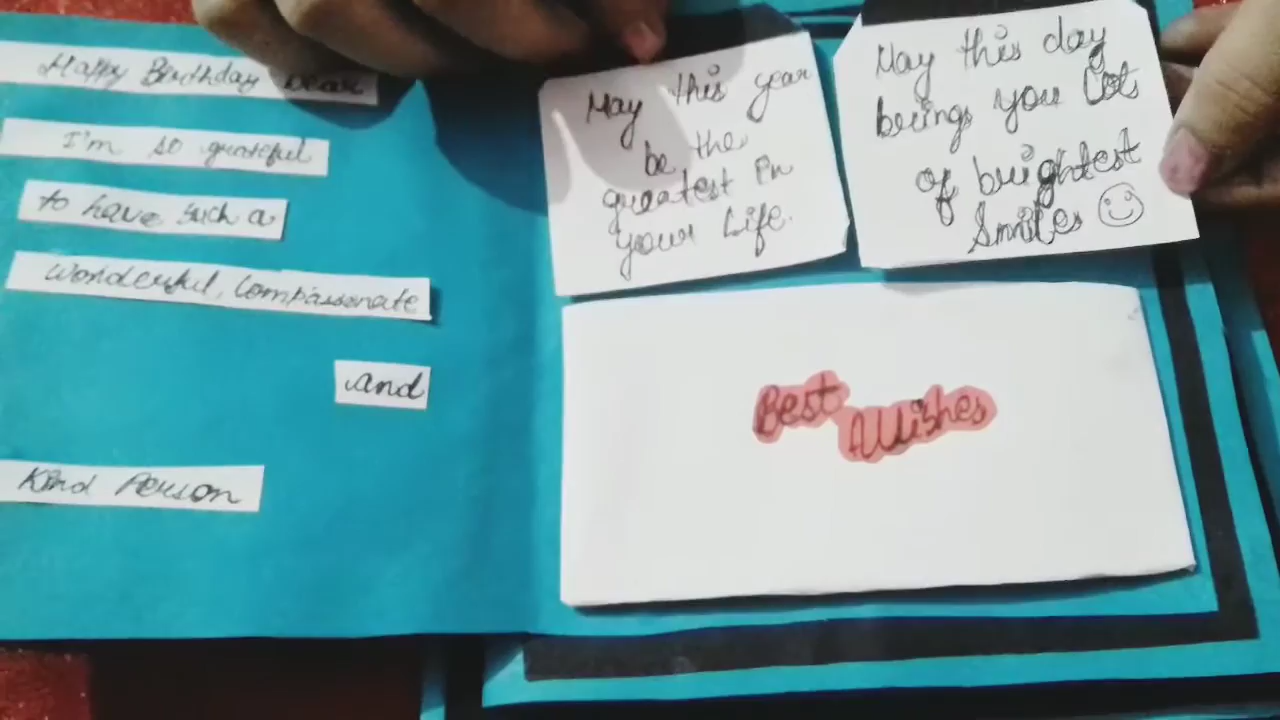 Happy Birthday Dear
I'm so grateful
to have such a
wonderful, Compassonate
and
Kind Person
May this year
be the
greatest in
your Life.
May this day
brings you Lots
of brightest
Smiles
Best Wishes